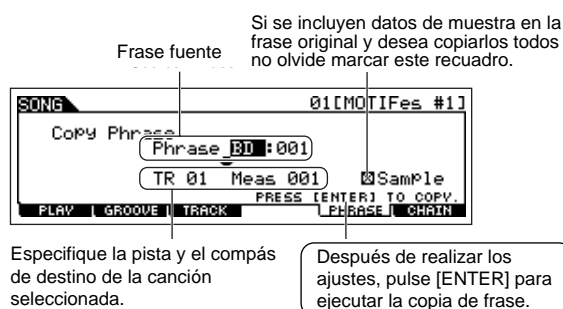 Si se incluyen datos de muestra en la
frase original y desea copiarlos todos
no olvide marcar este recuadro.
Frase fuente
SONG 01[MOTIFes #1]
Copy Phrase
Phrase BD :001
TR 01 Meas 001 Sample
PRESS [ENTER] TO COPY.
PLAY GROOVE TRACK PHRASE CHAIN
Especifique la pista y el compás
de destino de la canción
seleccionada.
Después de realizar los
ajustes, pulse [ENTER] para
ejecutar la copia de frase.